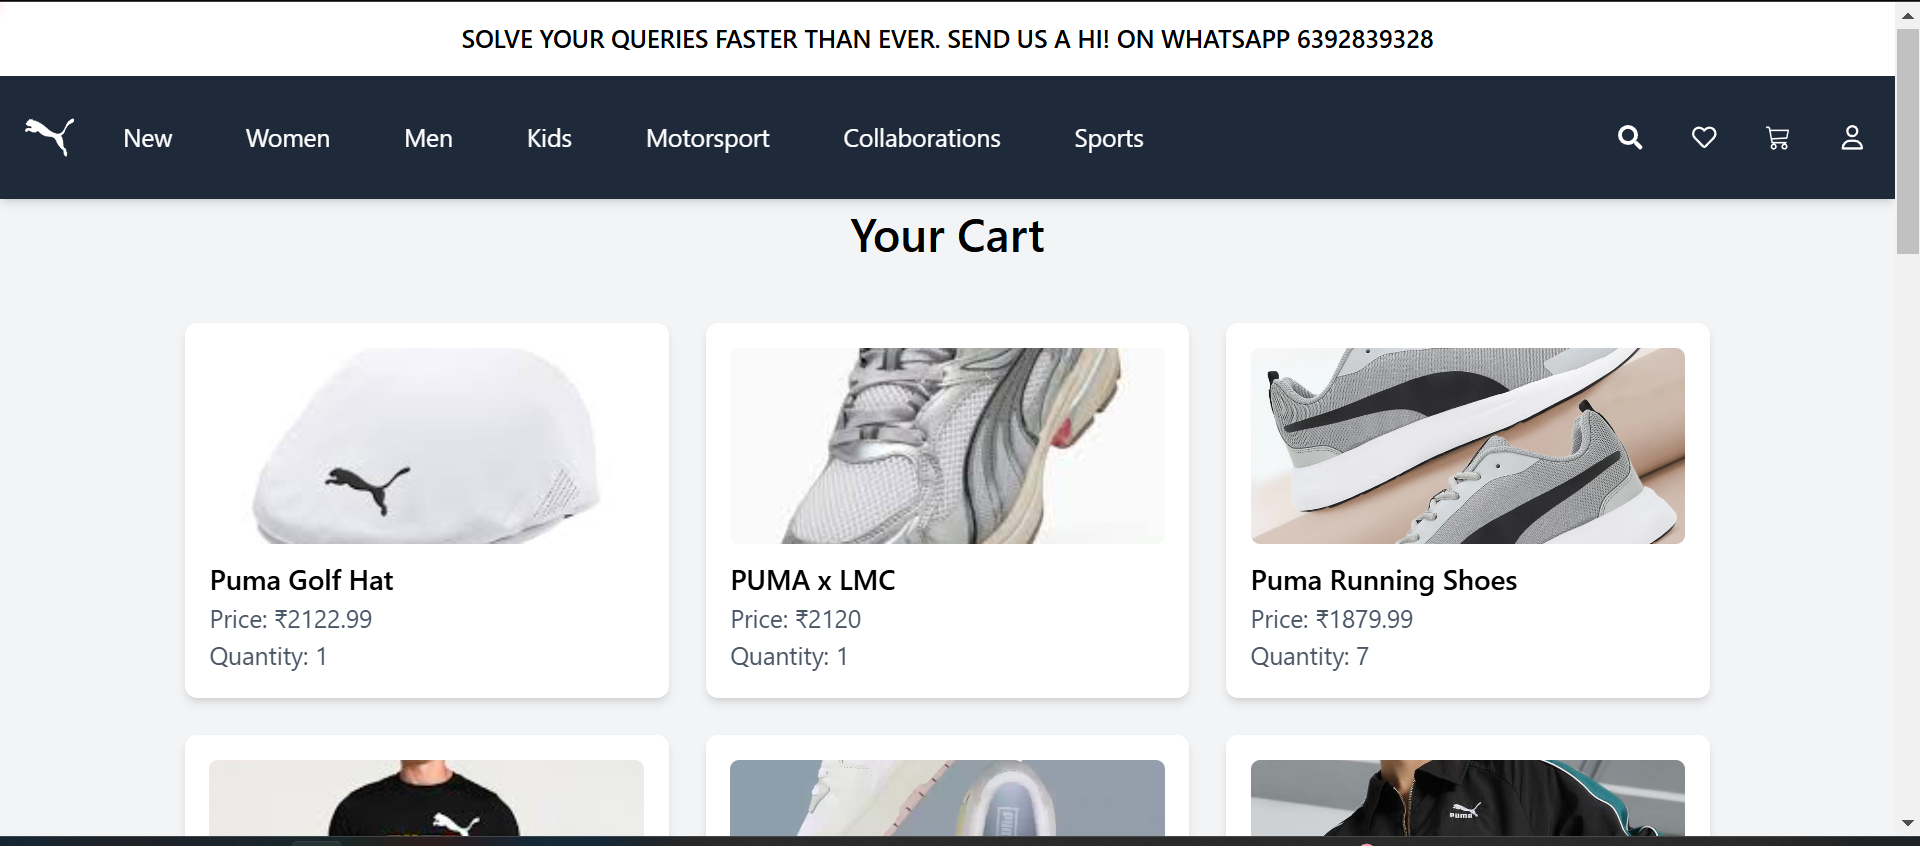 SOLVE YOUR QUERIES FASTER THAN EVER. SEND US A HI! ON WHATSAPP 6392839328
New Women Men Kids Motorsport Collaborations Sports
Your Cart
Puma Golf Hat
Price: ₹2122.99
Quantity: 1
PUMA x LMC
Price: ₹2120
Quantity: 1
Puma Running Shoes
Price: ₹1879.99
Quantity: 7
PUMA